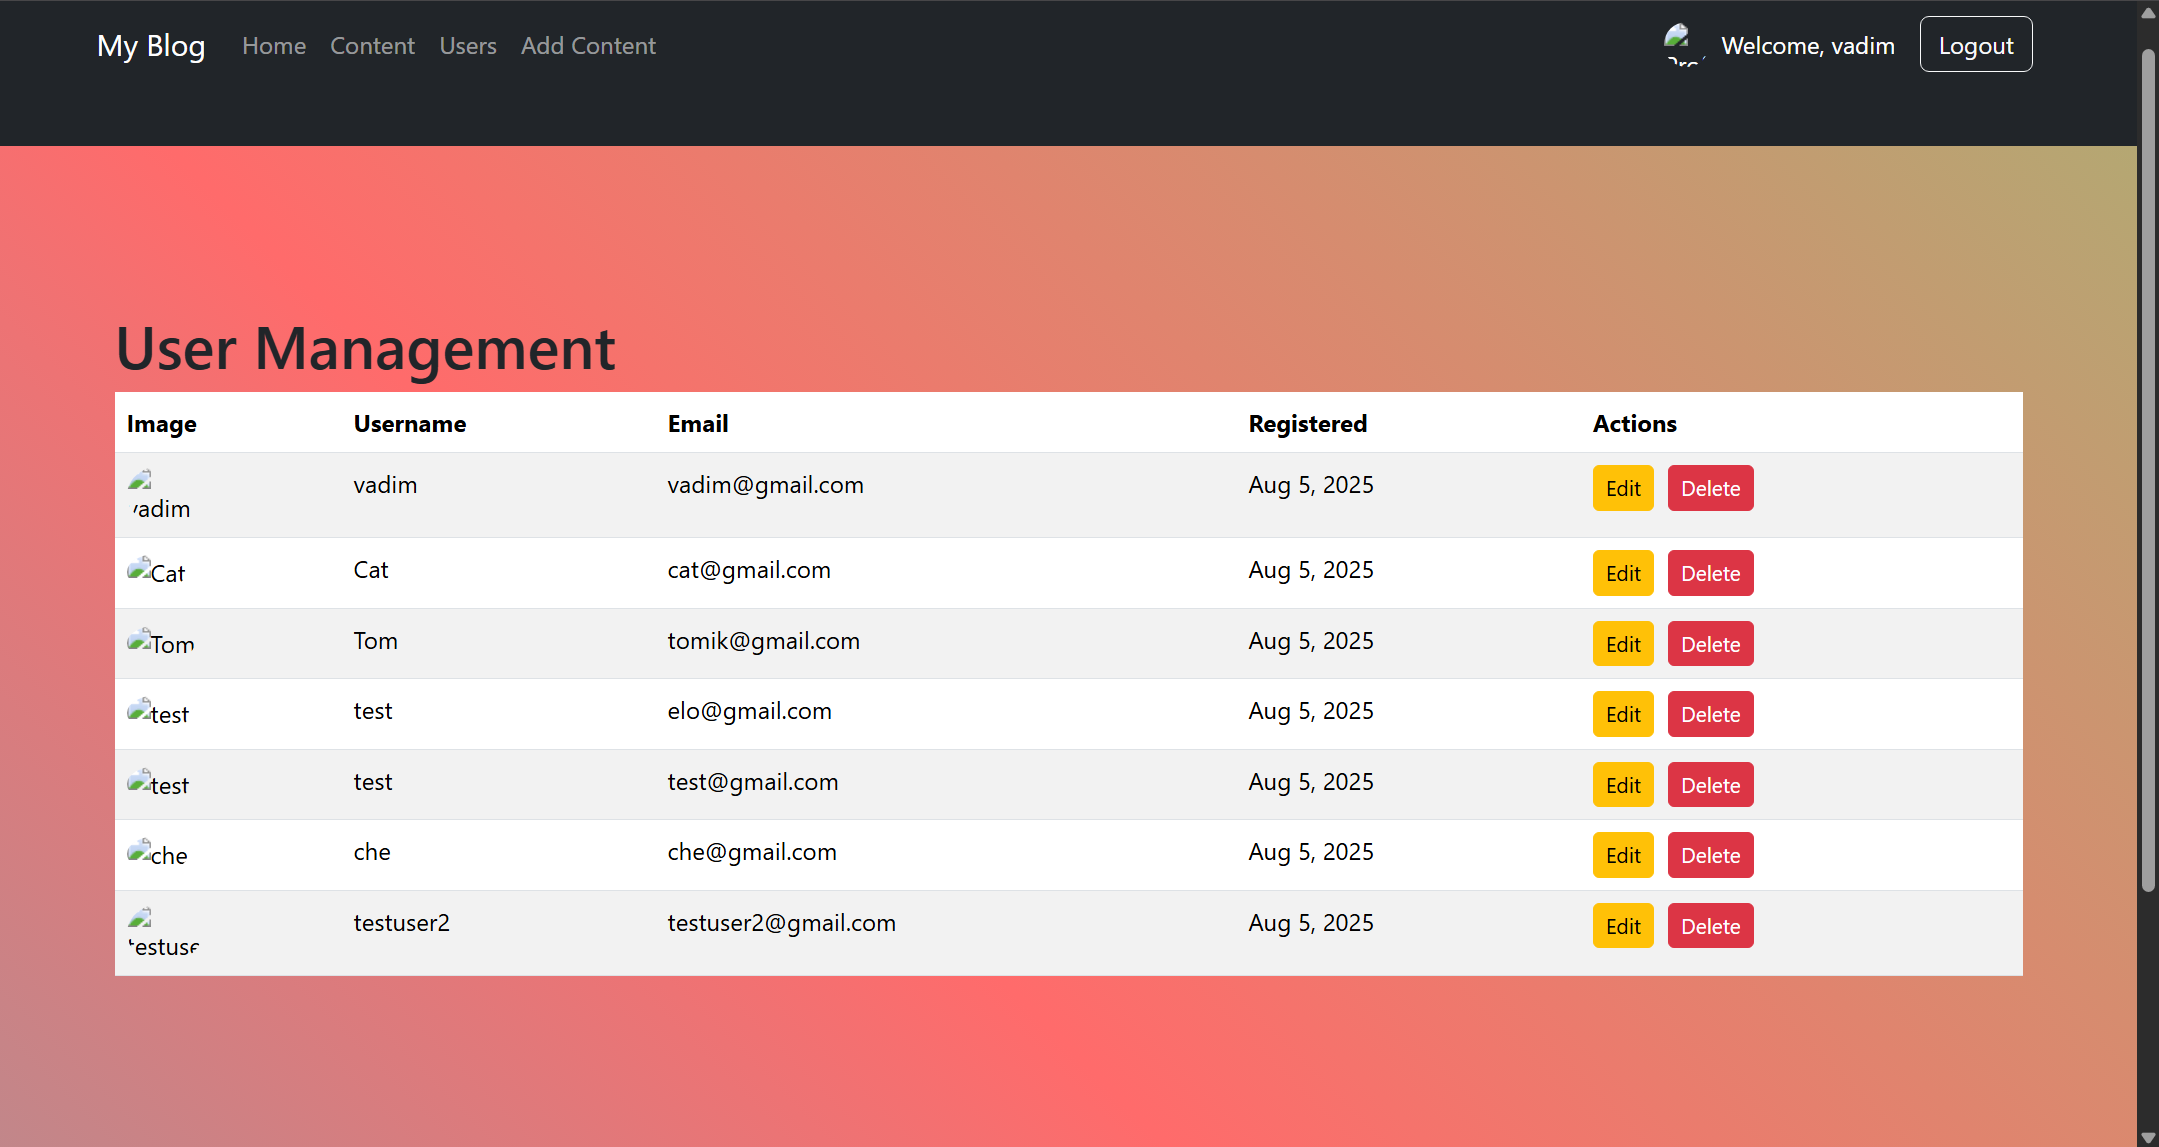 My Blog Home Content Users Add Content Welcome, vadim Logout
User Management
Image Username Email Registered Actions
vadim vadim vadim@gmail.com Aug 5, 2025 Edit Delete
Cat Cat cat@gmail.com Aug 5, 2025 Edit Delete
Tom Tom tomik@gmail.com Aug 5, 2025 Edit Delete
test test elo@gmail.com Aug 5, 2025 Edit Delete
test test test@gmail.com Aug 5, 2025 Edit Delete
che che che@gmail.com Aug 5, 2025 Edit Delete
testuse testuser2 testuser2@gmail.com Aug 5, 2025 Edit Delete